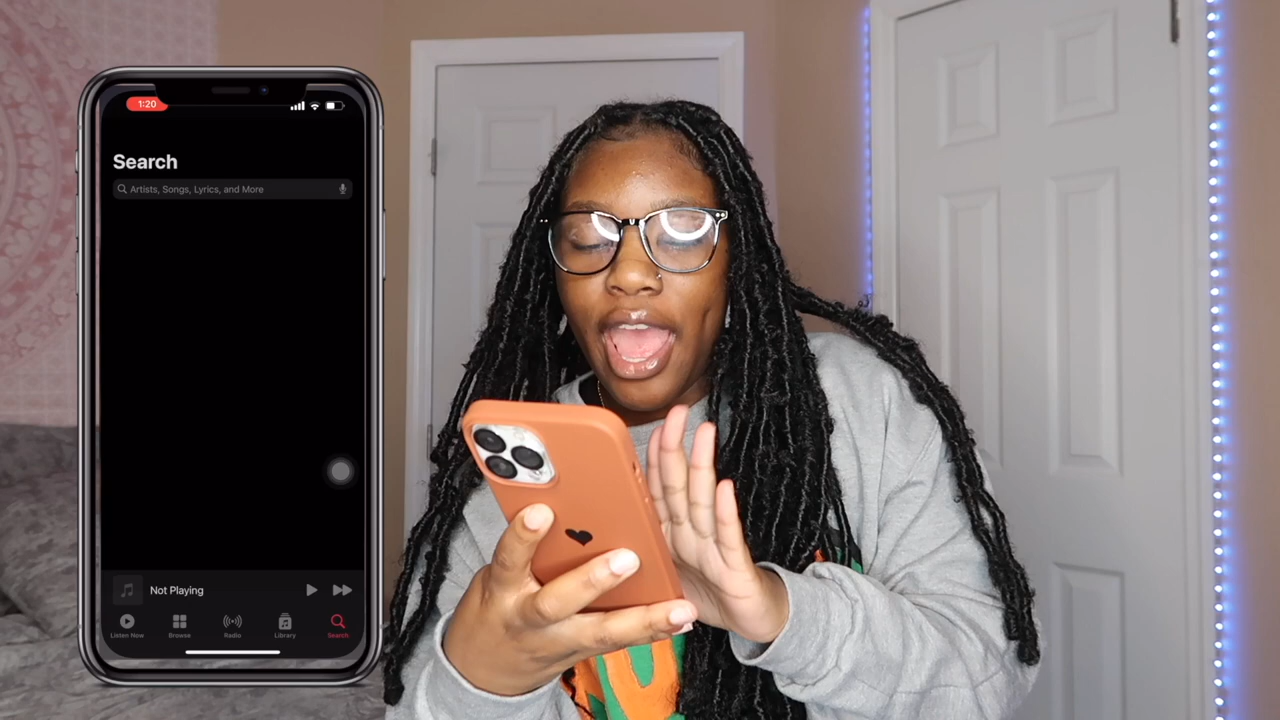 1:20
Search
Artists, Songs, Lyrics, and More
Not Playing
Listen Now
Browse
Radio
Library
Search